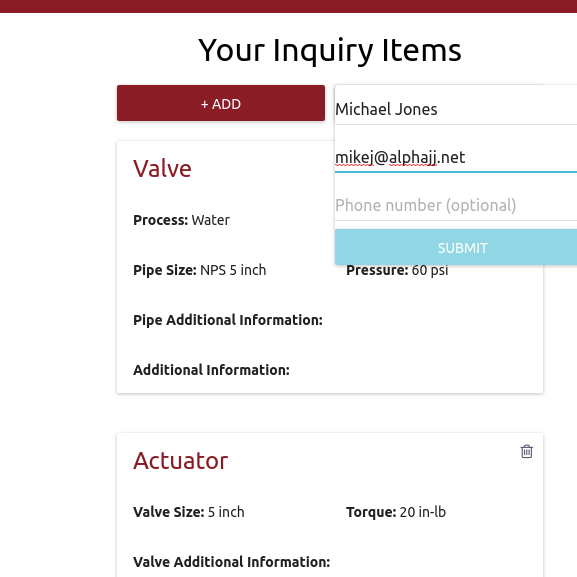 Your Inquiry Items
+ ADD
Michael Jones
mikej@alphajj.net
Phone number (optional)
SUBMIT
Valve
Process: Water
Pipe Size: NPS 5 inch
Pressure: 60 psi
Pipe Additional Information:
Additional Information:
Actuator
Valve Size: 5 inch
Torque: 20 in-lb
Valve Additional Information: